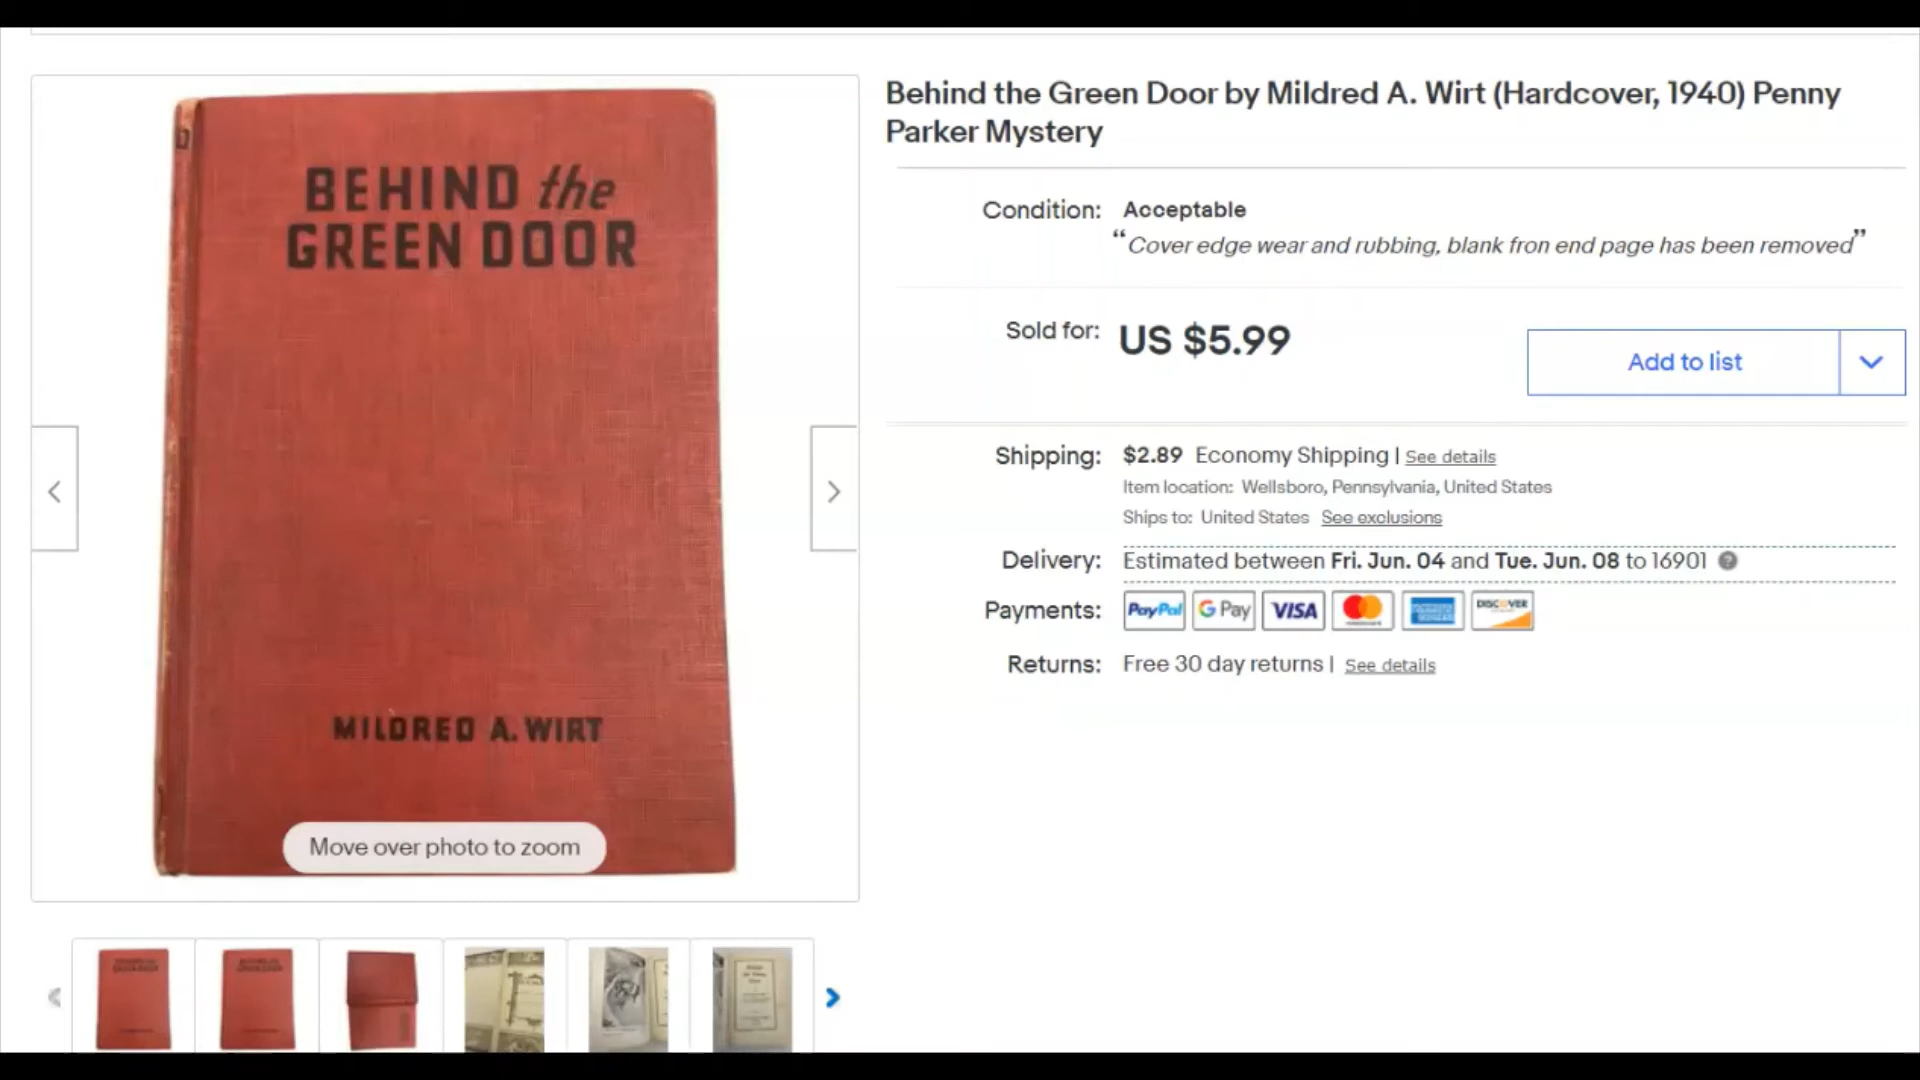 BEHIND the
GREEN DOOR
MILDRED A. WIRT
Move over photo to zoom
Behind the Green Door by Mildred A. Wirt (Hardcover, 1940) Penny
Parker Mystery
Condition: Acceptable
“Cover edge wear and rubbing, blank fron end page has been removed”
Sold for: US $5.99
Add to list
Shipping: $2.89 Economy Shipping | See details
Item location: Wellsboro, Pennsylvania, United States
Ships to: United States See exclusions
Delivery: Estimated between Fri. Jun. 04 and Tue. Jun. 08 to 16901 ?
Payments: PayPal G Pay VISA DISCOVER
Returns: Free 30 day returns | See details